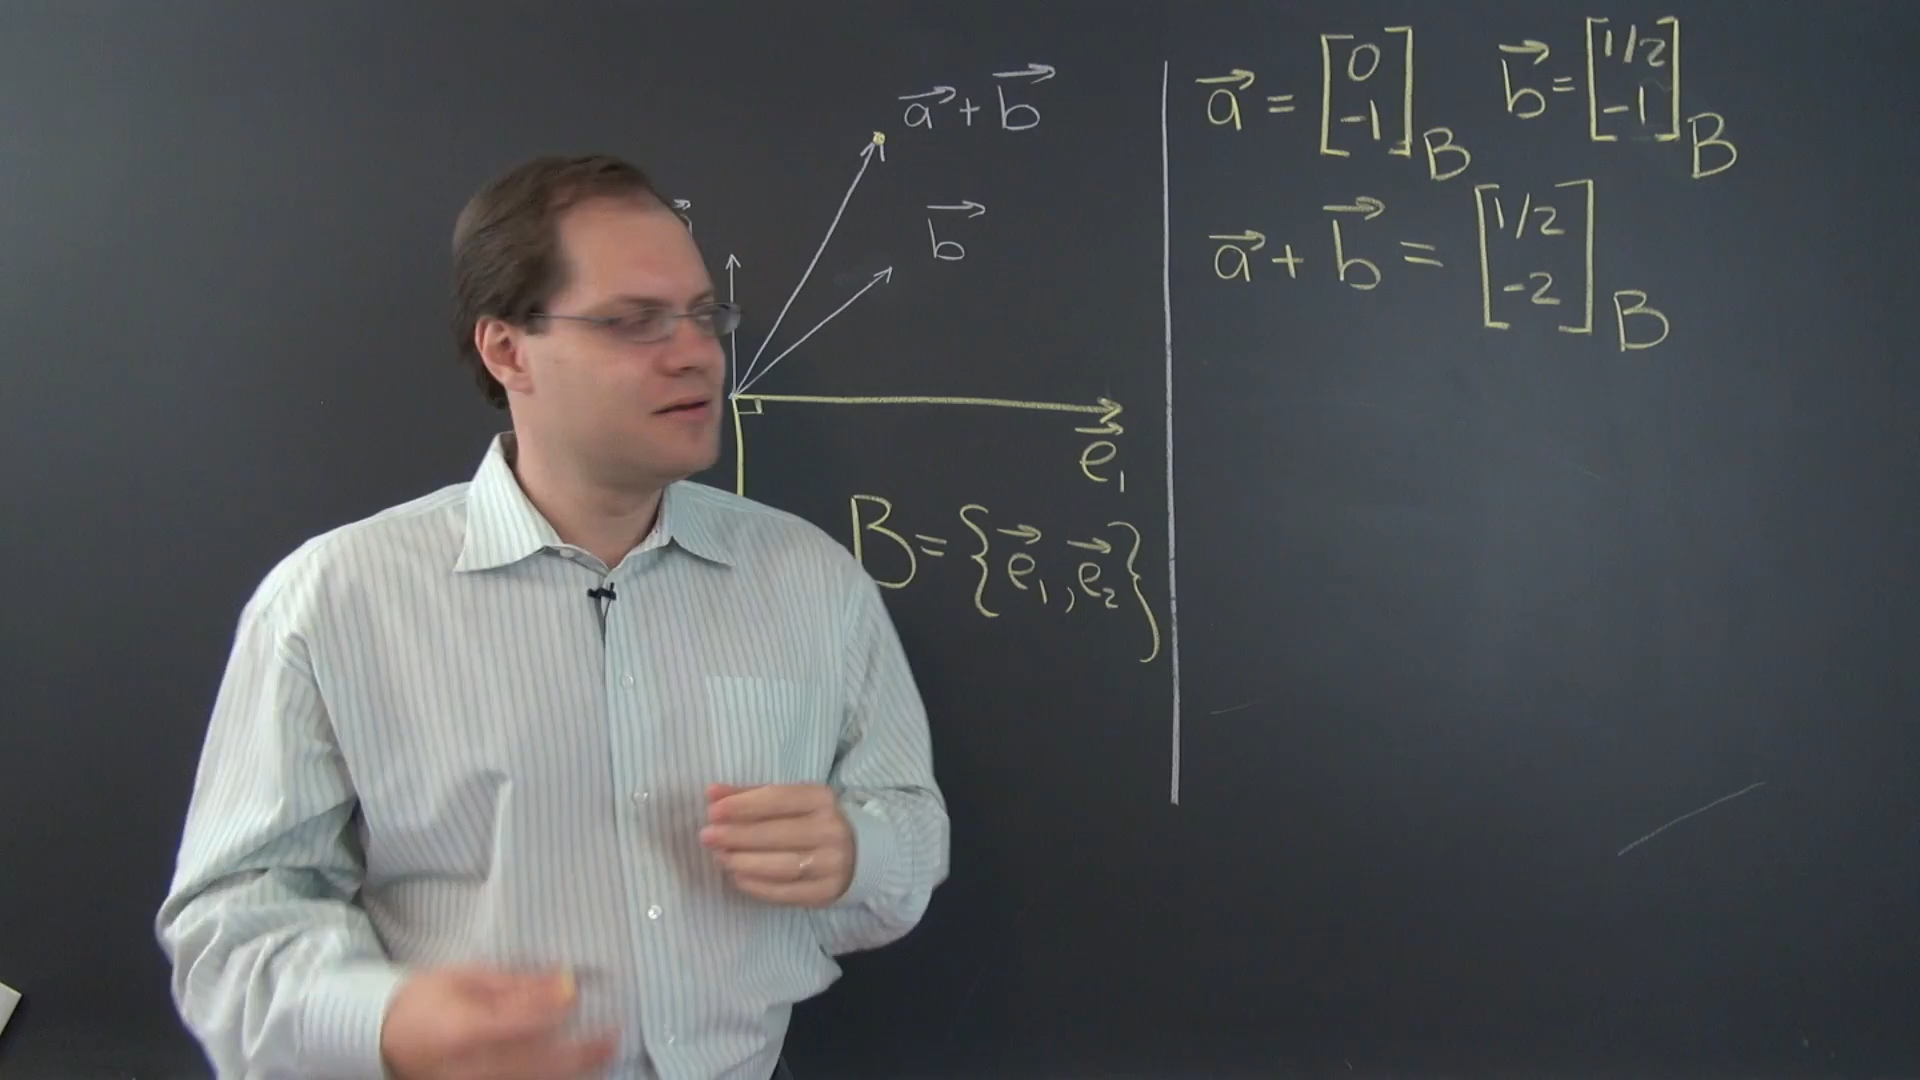 a⃗ + b⃗
b⃗
e⃗₁
B = {e⃗₁, e⃗₂}
a⃗ = [0 -1]_B b⃗ = [1/2 -1]_B
a⃗ + b⃗ = [1/2 -2]_B